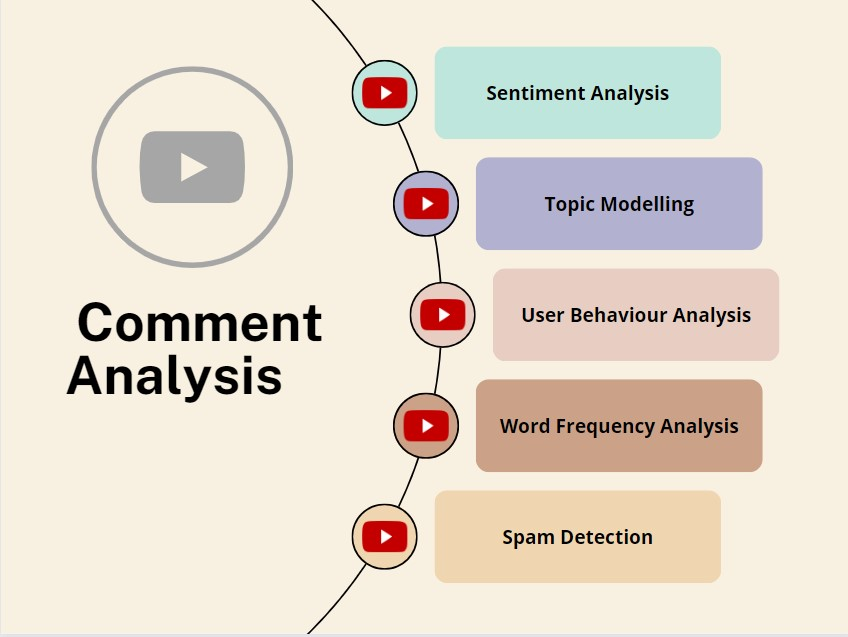 Comment
Analysis
Sentiment Analysis
Topic Modelling
User Behaviour Analysis
Word Frequency Analysis
Spam Detection